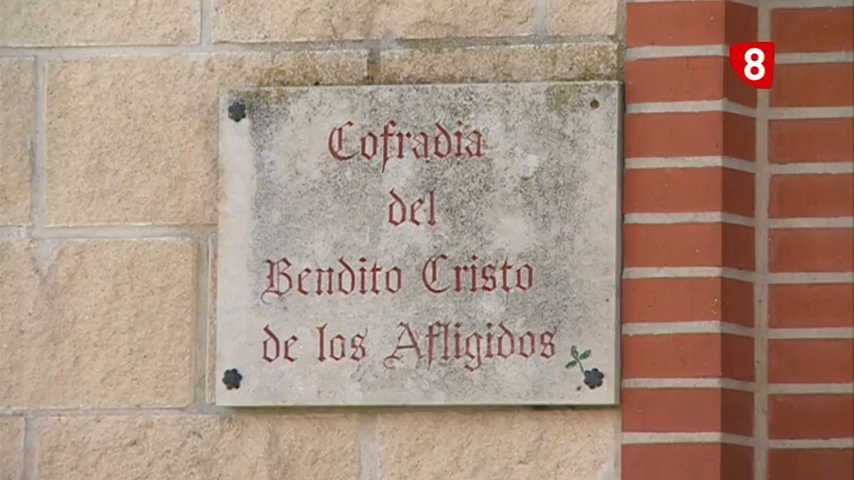 8
Cofradia
del
Bendito Cristo
de los Afligidos